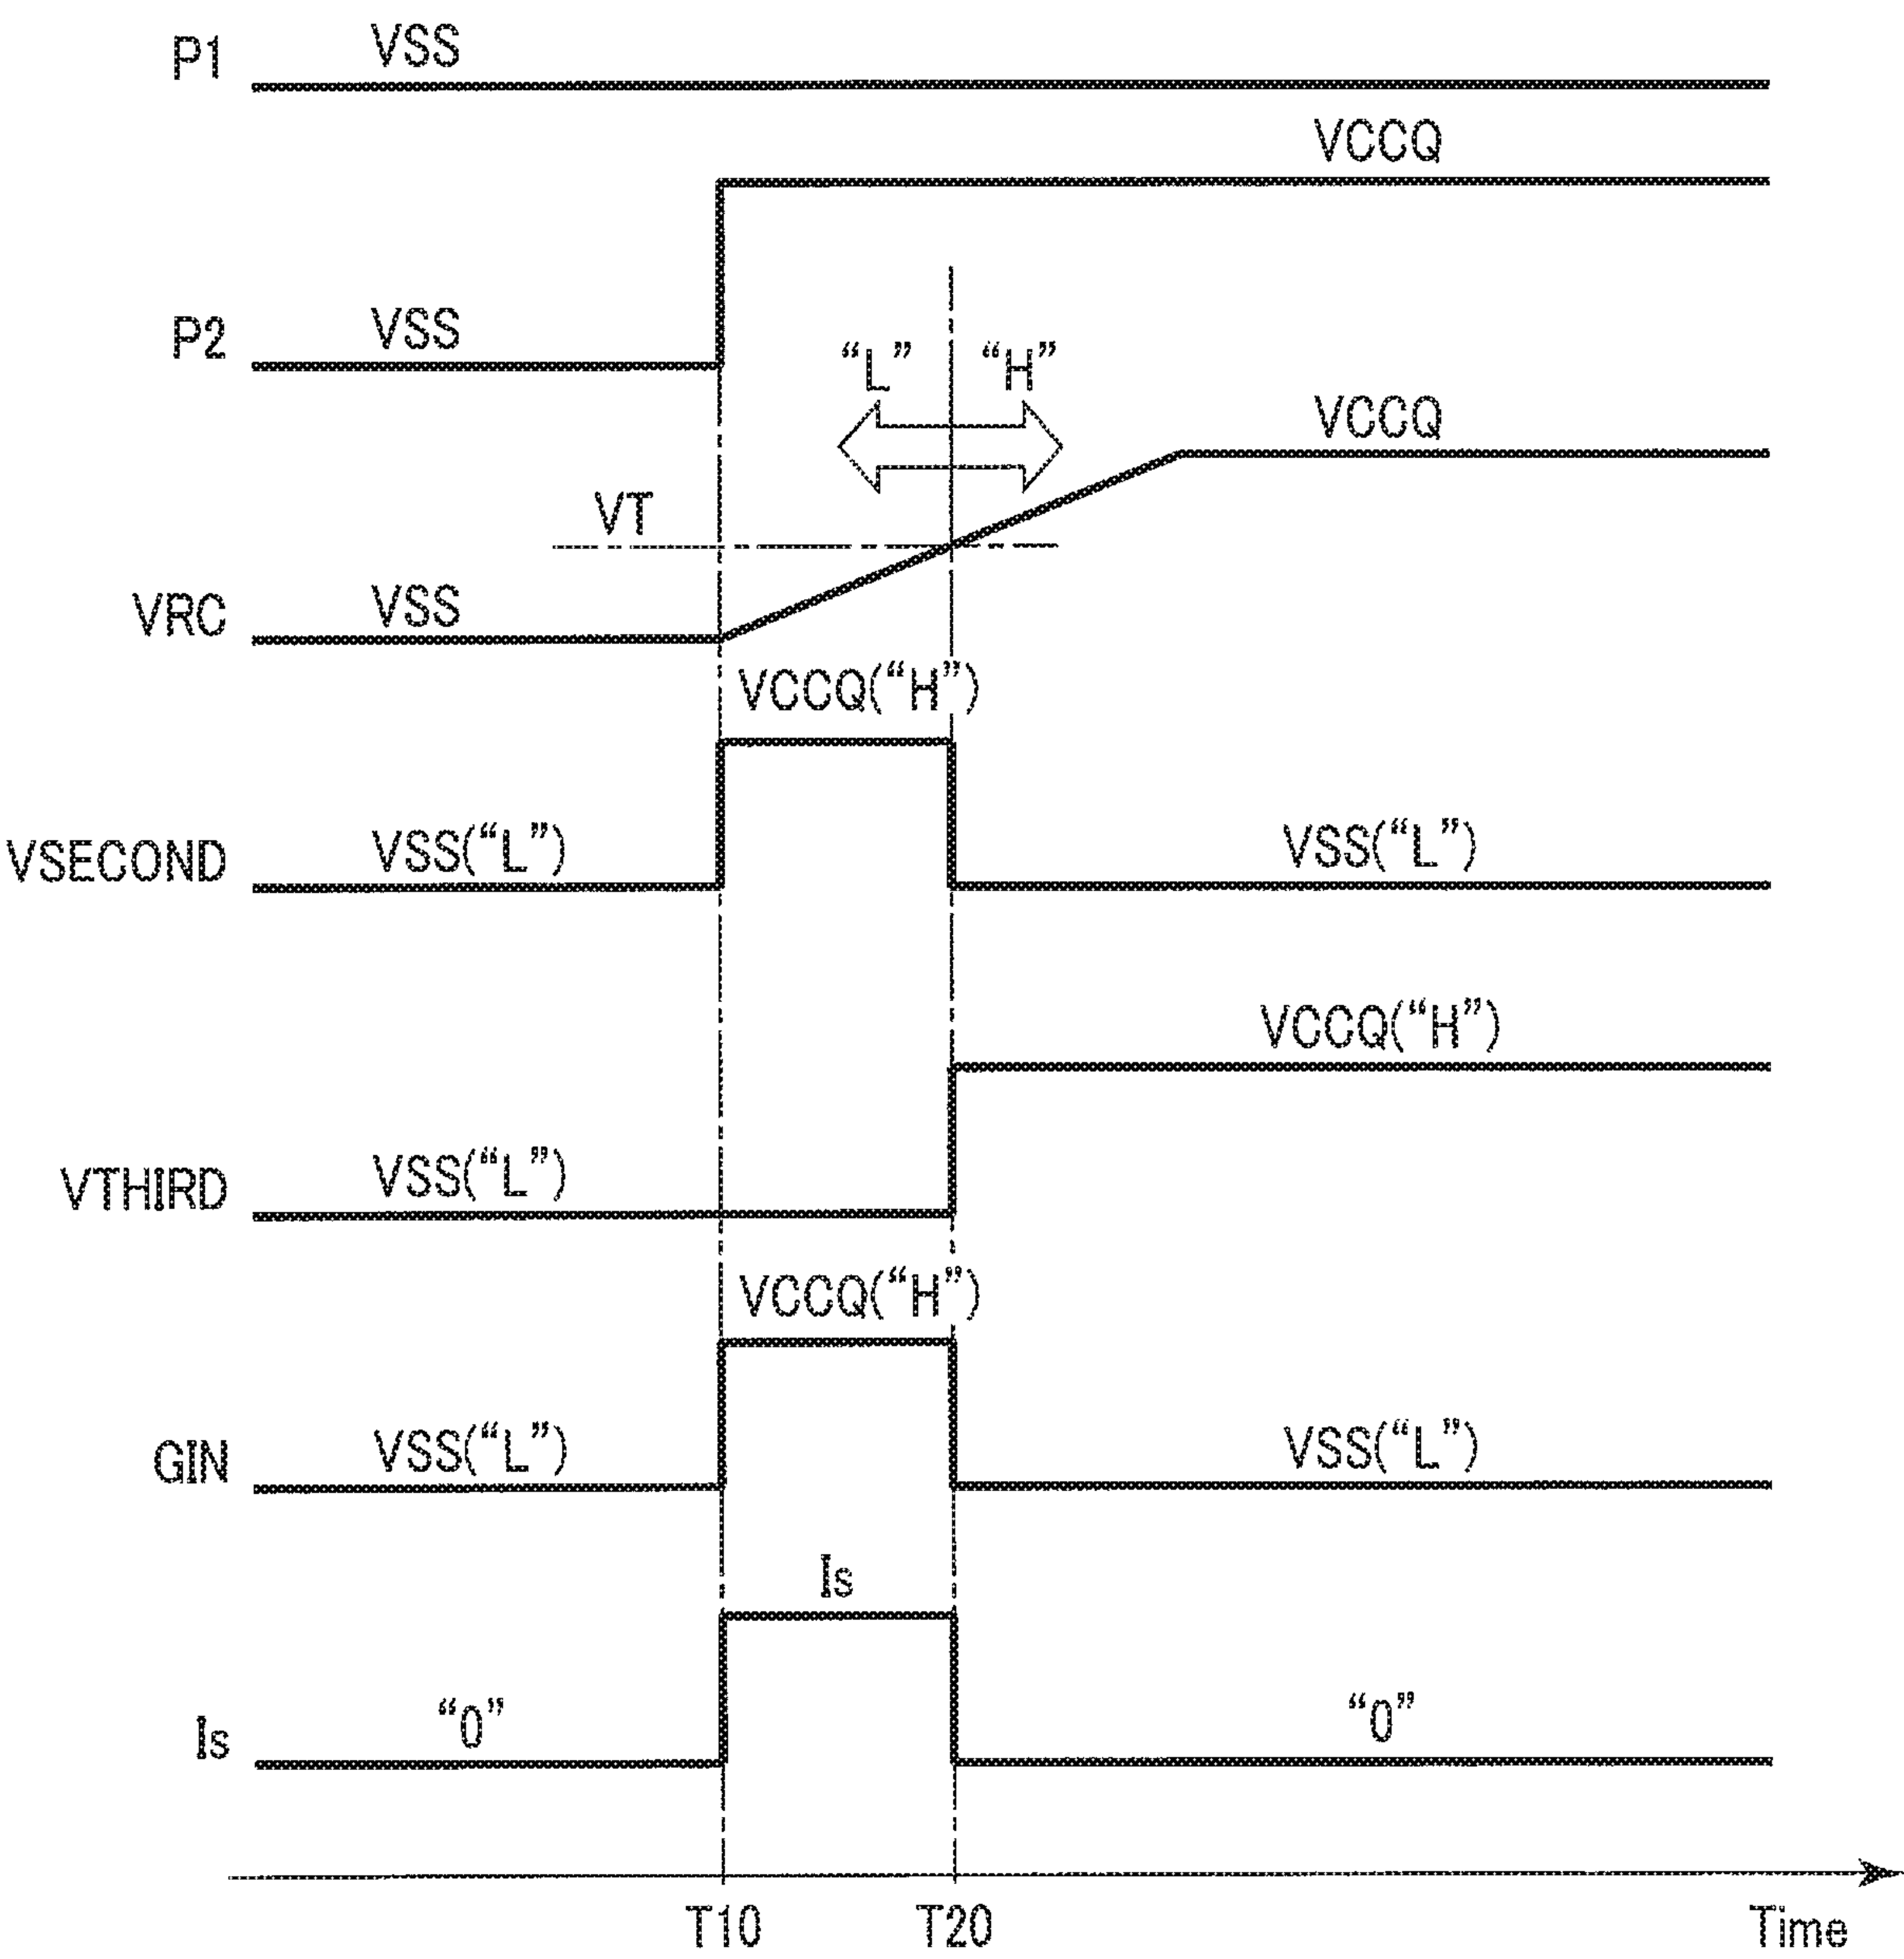 P1 VSS
VCCQ
P2 VSS
“L” “H”
VCCQ
VT
VRC VSS
VCCQ(“H”)
VSECOND VSS(“L”) VSS(“L”)
VCCQ(“H”)
VTHIRD VSS(“L”)
VCCQ(“H”)
GIN VSS(“L”) VSS(“L”)
Is
Is “0” “0”
T10 T20 Time